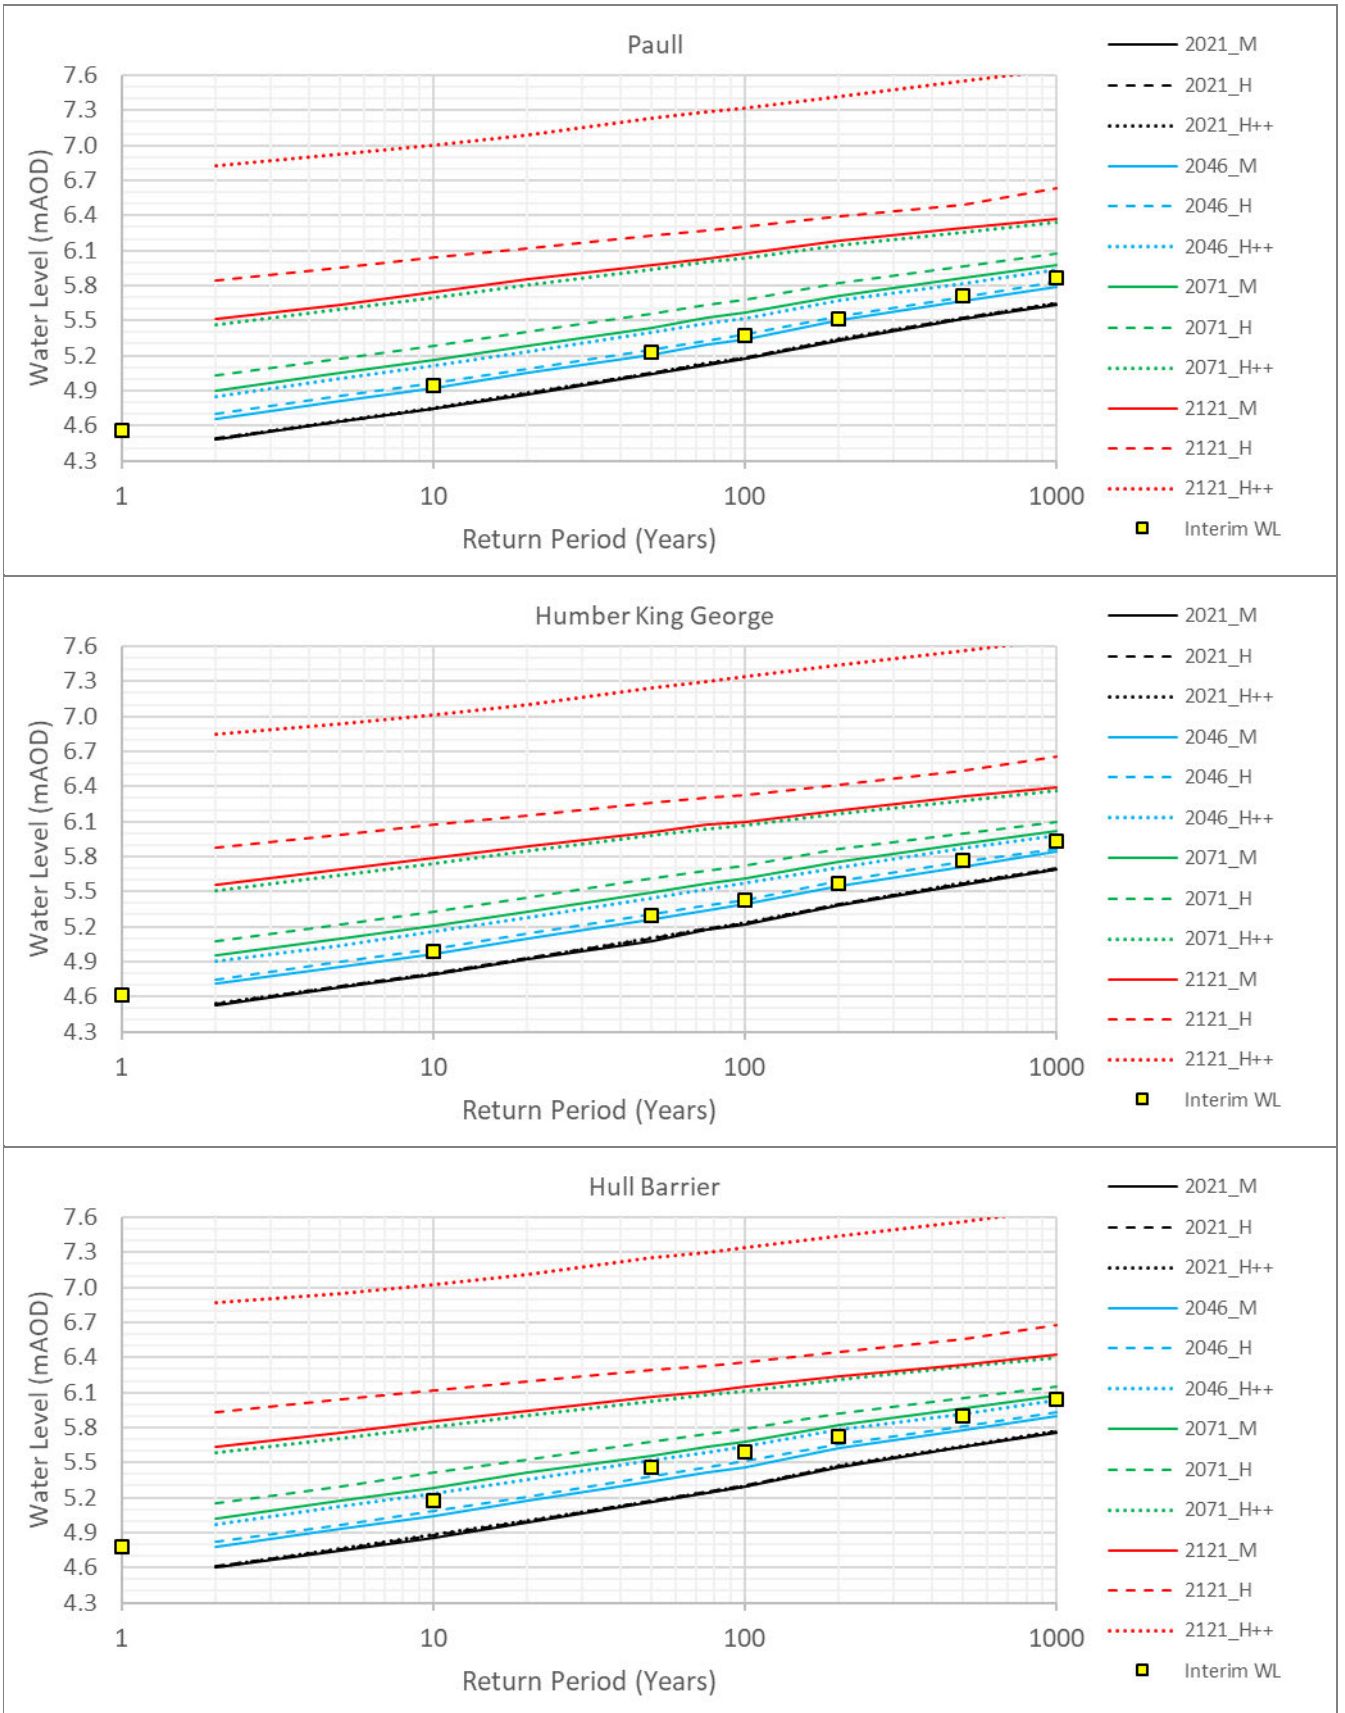 Paull
7.6
7.3
7.0
6.7
6.4
6.1
5.8
5.5
5.2
4.9
4.6
4.3
Water Level (mAOD)
1 10 100 1000
Return Period (Years)
2021_M
2021_H
2021_H++
2046_M
2046_H
2046_H++
2071_M
2071_H
2071_H++
2121_M
2121_H
2121_H++
Interim WL
Humber King George
7.6
7.3
7.0
6.7
6.4
6.1
5.8
5.5
5.2
4.9
4.6
4.3
Water Level (mAOD)
1 10 100 1000
Return Period (Years)
2021_M
2021_H
2021_H++
2046_M
2046_H
2046_H++
2071_M
2071_H
2071_H++
2121_M
2121_H
2121_H++
Interim WL
Hull Barrier
7.6
7.3
7.0
6.7
6.4
6.1
5.8
5.5
5.2
4.9
4.6
4.3
Water Level (mAOD)
1 10 100 1000
Return Period (Years)
2021_M
2021_H
2021_H++
2046_M
2046_H
2046_H++
2071_M
2071_H
2071_H++
2121_M
2121_H
2121_H++
Interim WL